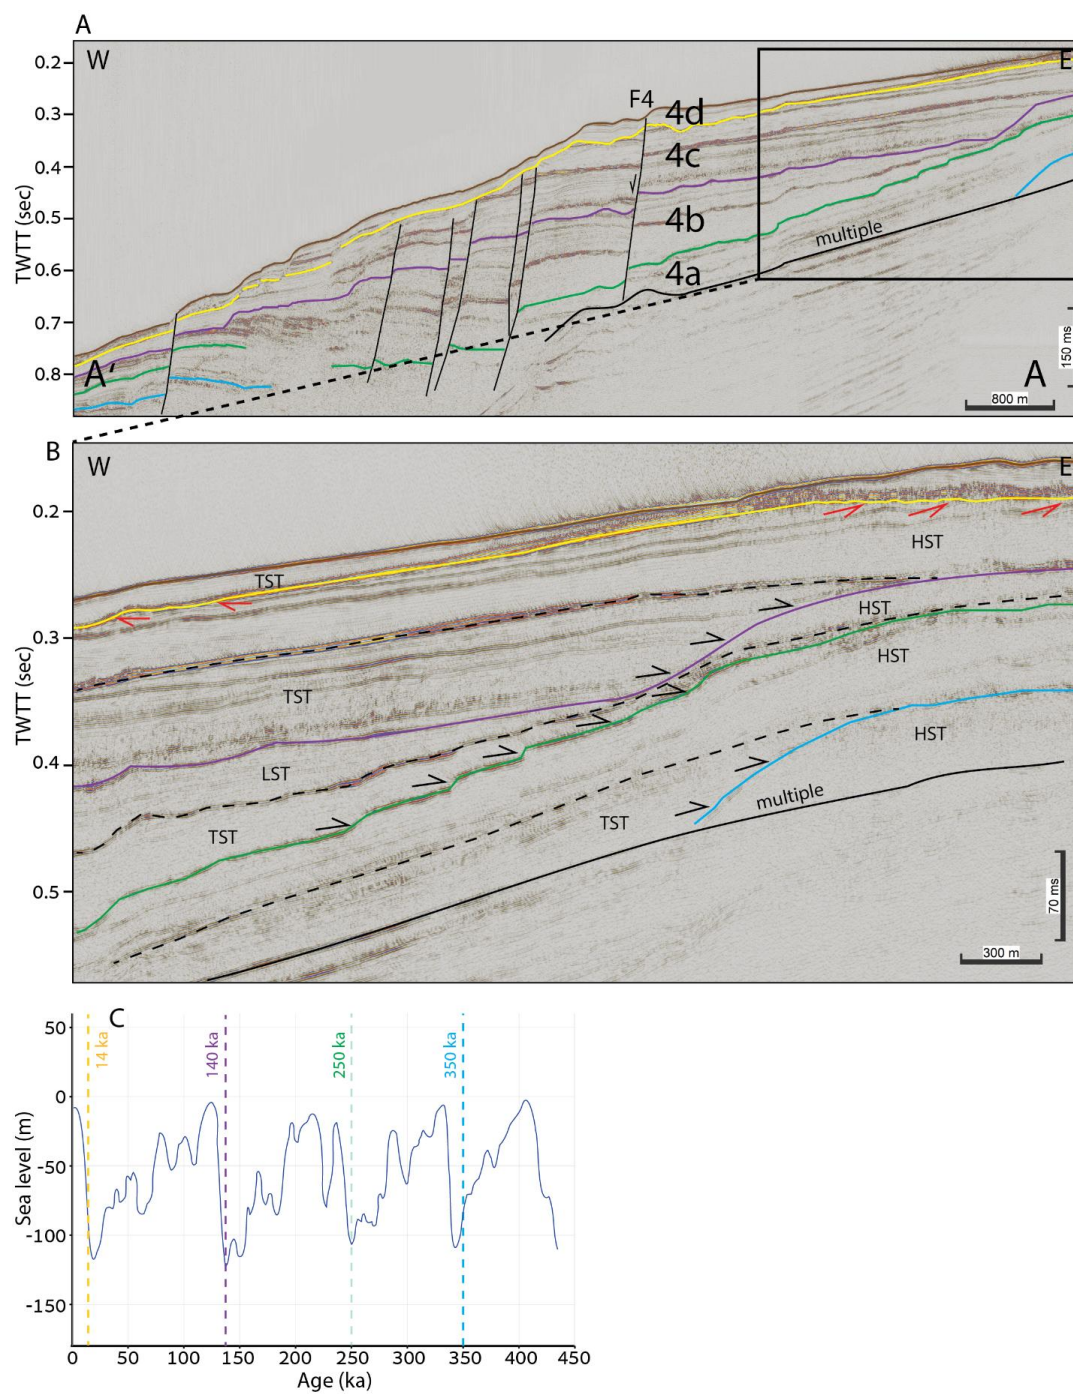 A
W
E
0.2
0.3
0.4
0.5
0.6
0.7
0.8
TWTT (sec)
F4
4d
4c
4b
4a
multiple
A'
A
800 m
150 ms
B
W
E
0.2
0.3
0.4
0.5
TWTT (sec)
TST
HST
HST
TST
HST
LST
HST
TST
TST
multiple
70 ms
300 m
C
50
0
-50
-100
-150
Sea level (m)
14 ka
140 ka
250 ka
350 ka
0 50 100 150 200 250 300 350 400 450
Age (ka)